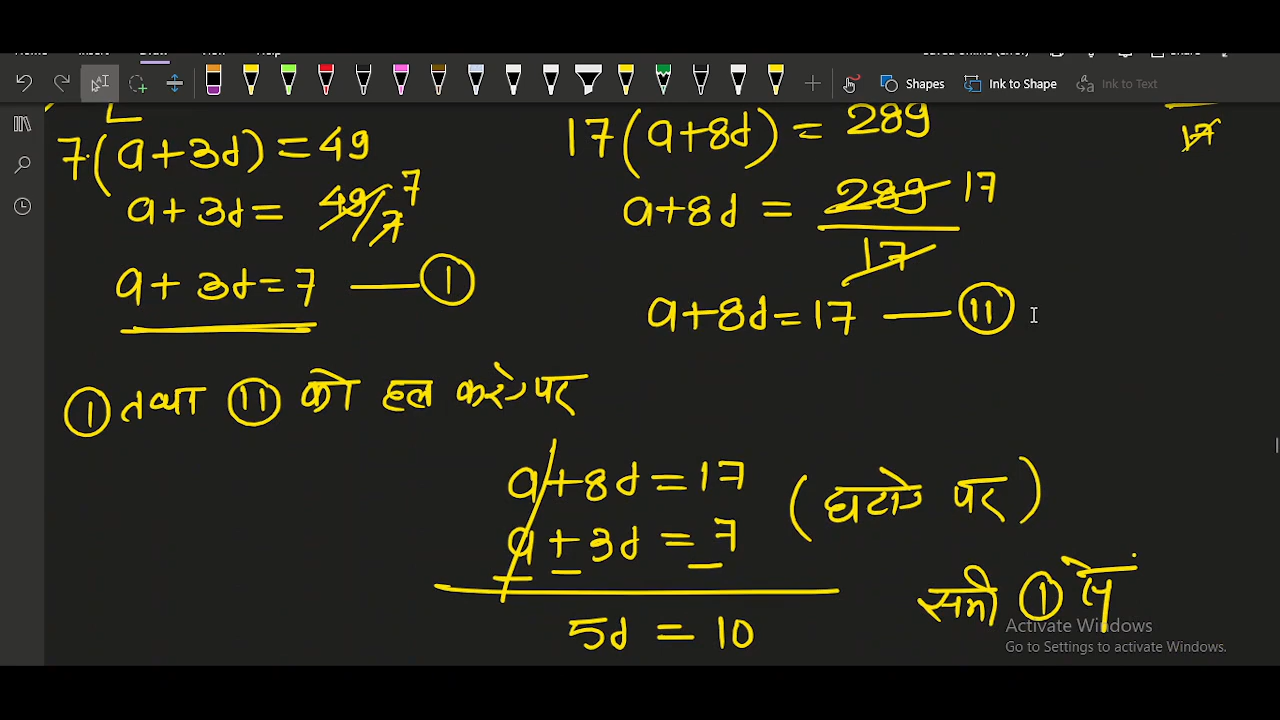 Saved
Shapes
Ink to Shape
Ink to Text
7(a+3d)=49
a+3d= 49/7 7
a+3d=7 —— ①
17(a+8d) = 289
a+8d = 289/17 17
a+8d=17 —— ⑪
17
① तथा ⑪ को हल करने पर
a+8d=17 (घटाने पर)
a+3d = 7
5d = 10
समी ① से
Activate Windows
Go to Settings to activate Windows.